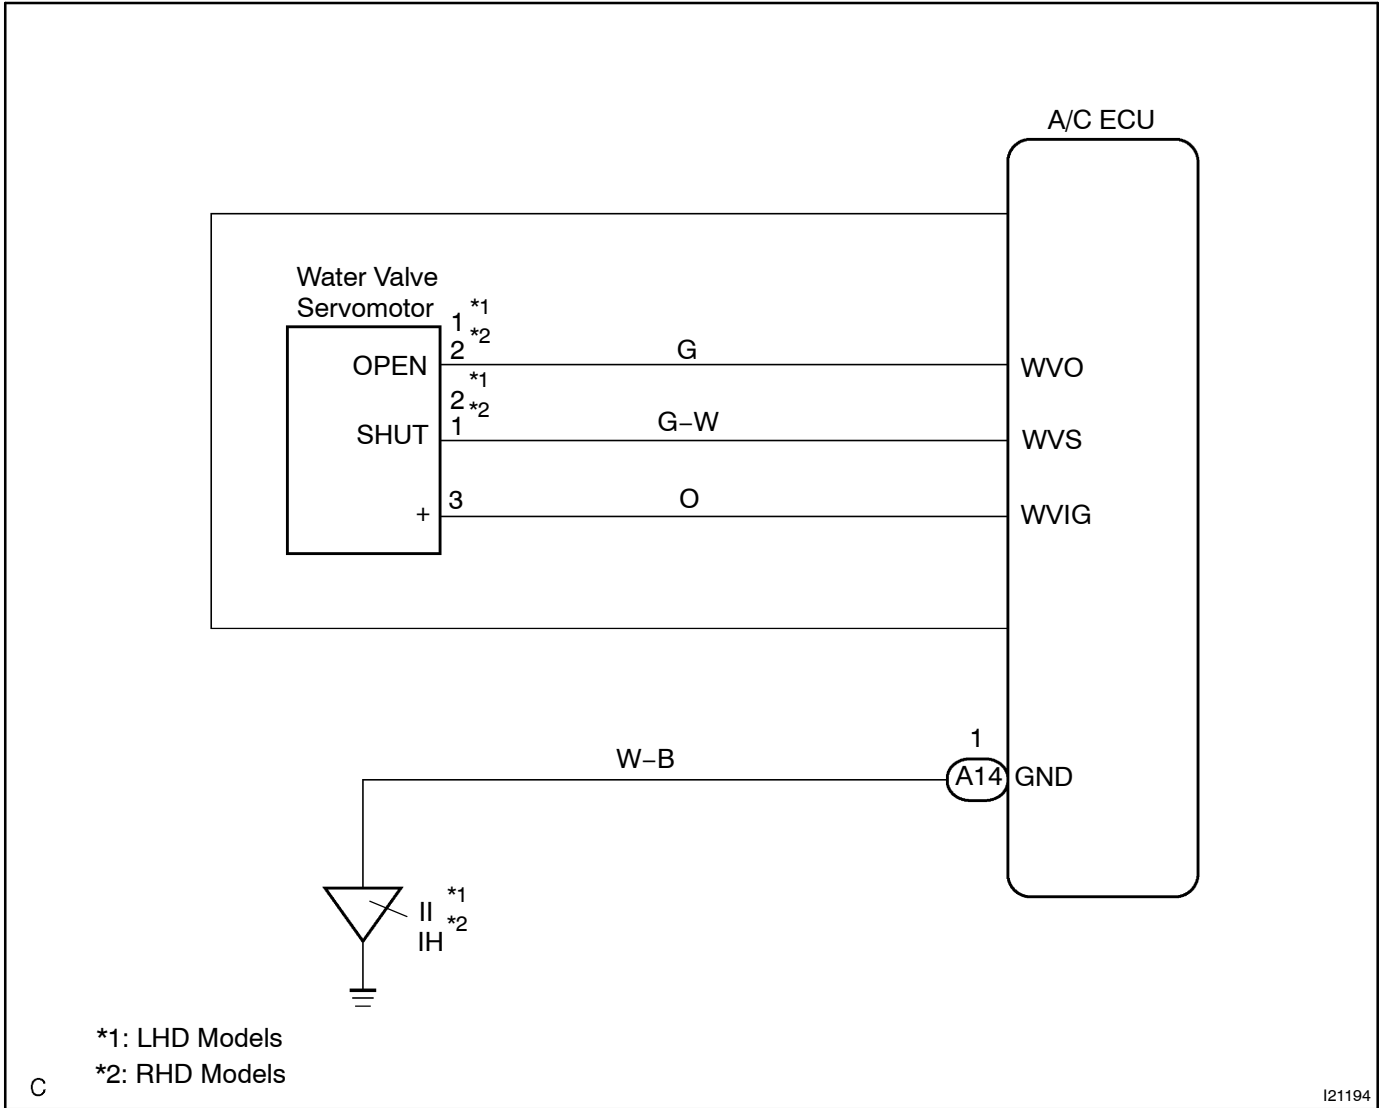 A/C ECU
Water Valve
Servomotor
1 *1
2 *2
OPEN
G
WVO
2 *1
1 *2
SHUT
G−W
WVS
3
+
O
WVIG
1
W−B
A14
GND
II *1
IH *2
*1: LHD Models
*2: RHD Models
C
I21194